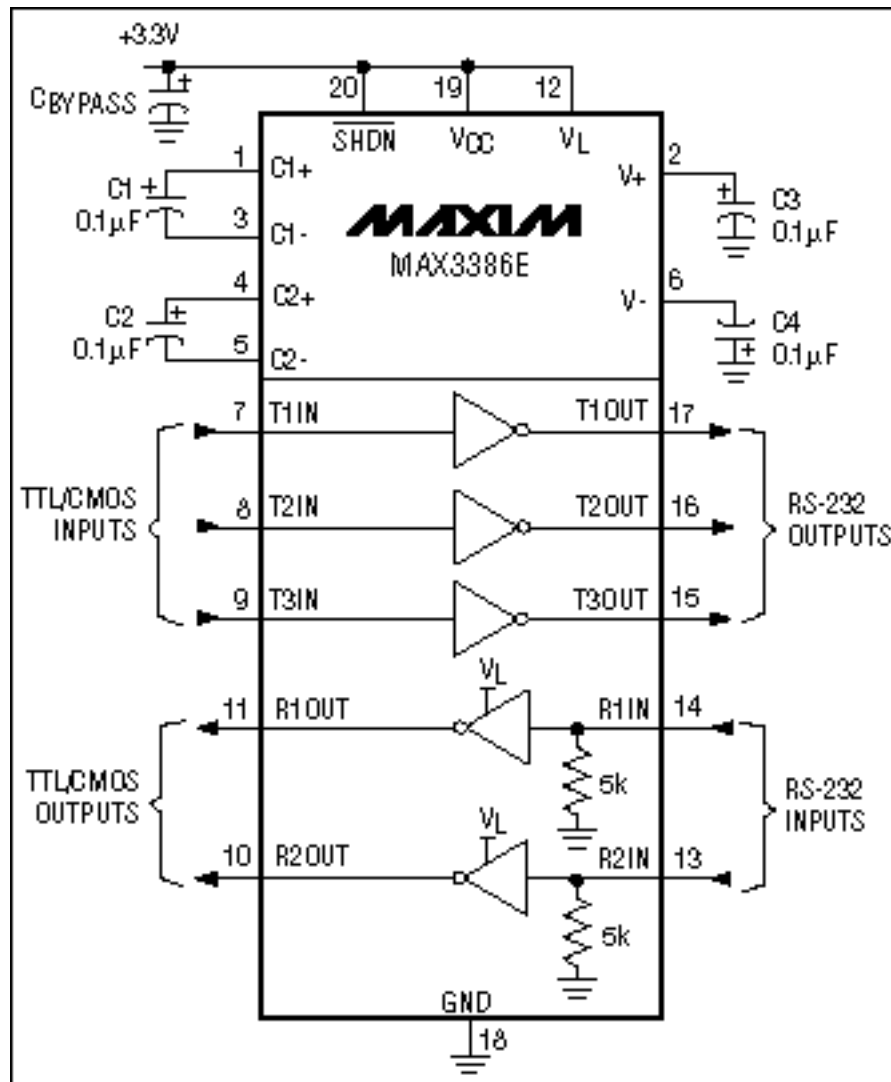 +3.3V
CBYPASS
20 19 12
SHDN VCC VL
1 C1+ V+ 2
C1 0.1µF
3 C1-
C3 0.1µF
MAXIM
MAX3386E
4 C2+ V- 6
C2 0.1µF
5 C2-
C4 0.1µF
7 T1IN T1OUT 17
TTL/CMOS INPUTS
8 T2IN T2OUT 16
RS-232 OUTPUTS
9 T3IN T3OUT 15
VL
11 R1OUT R1IN 14
5k
TTL/CMOS OUTPUTS
RS-232 INPUTS
VL
10 R2OUT R2IN 13
5k
GND
18